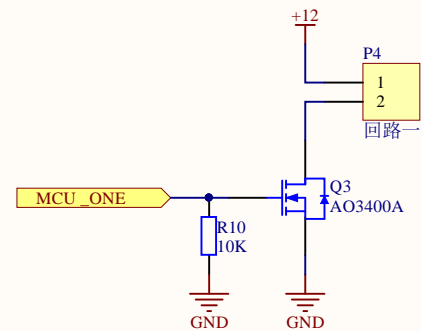 +12
P4
1
2
回路一
Q3
AO3400A
MCU _ONE
R10
10K
GND
GND